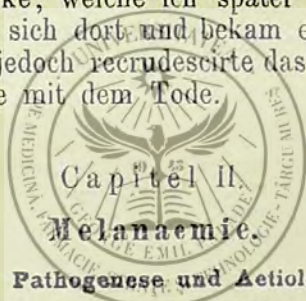 ke, welche ich später
sich dort und bekam e
jedoch recrudescirte das
e mit dem Tode.
Capitel II.
Melanaemie.
Pathogenese und Aetiol